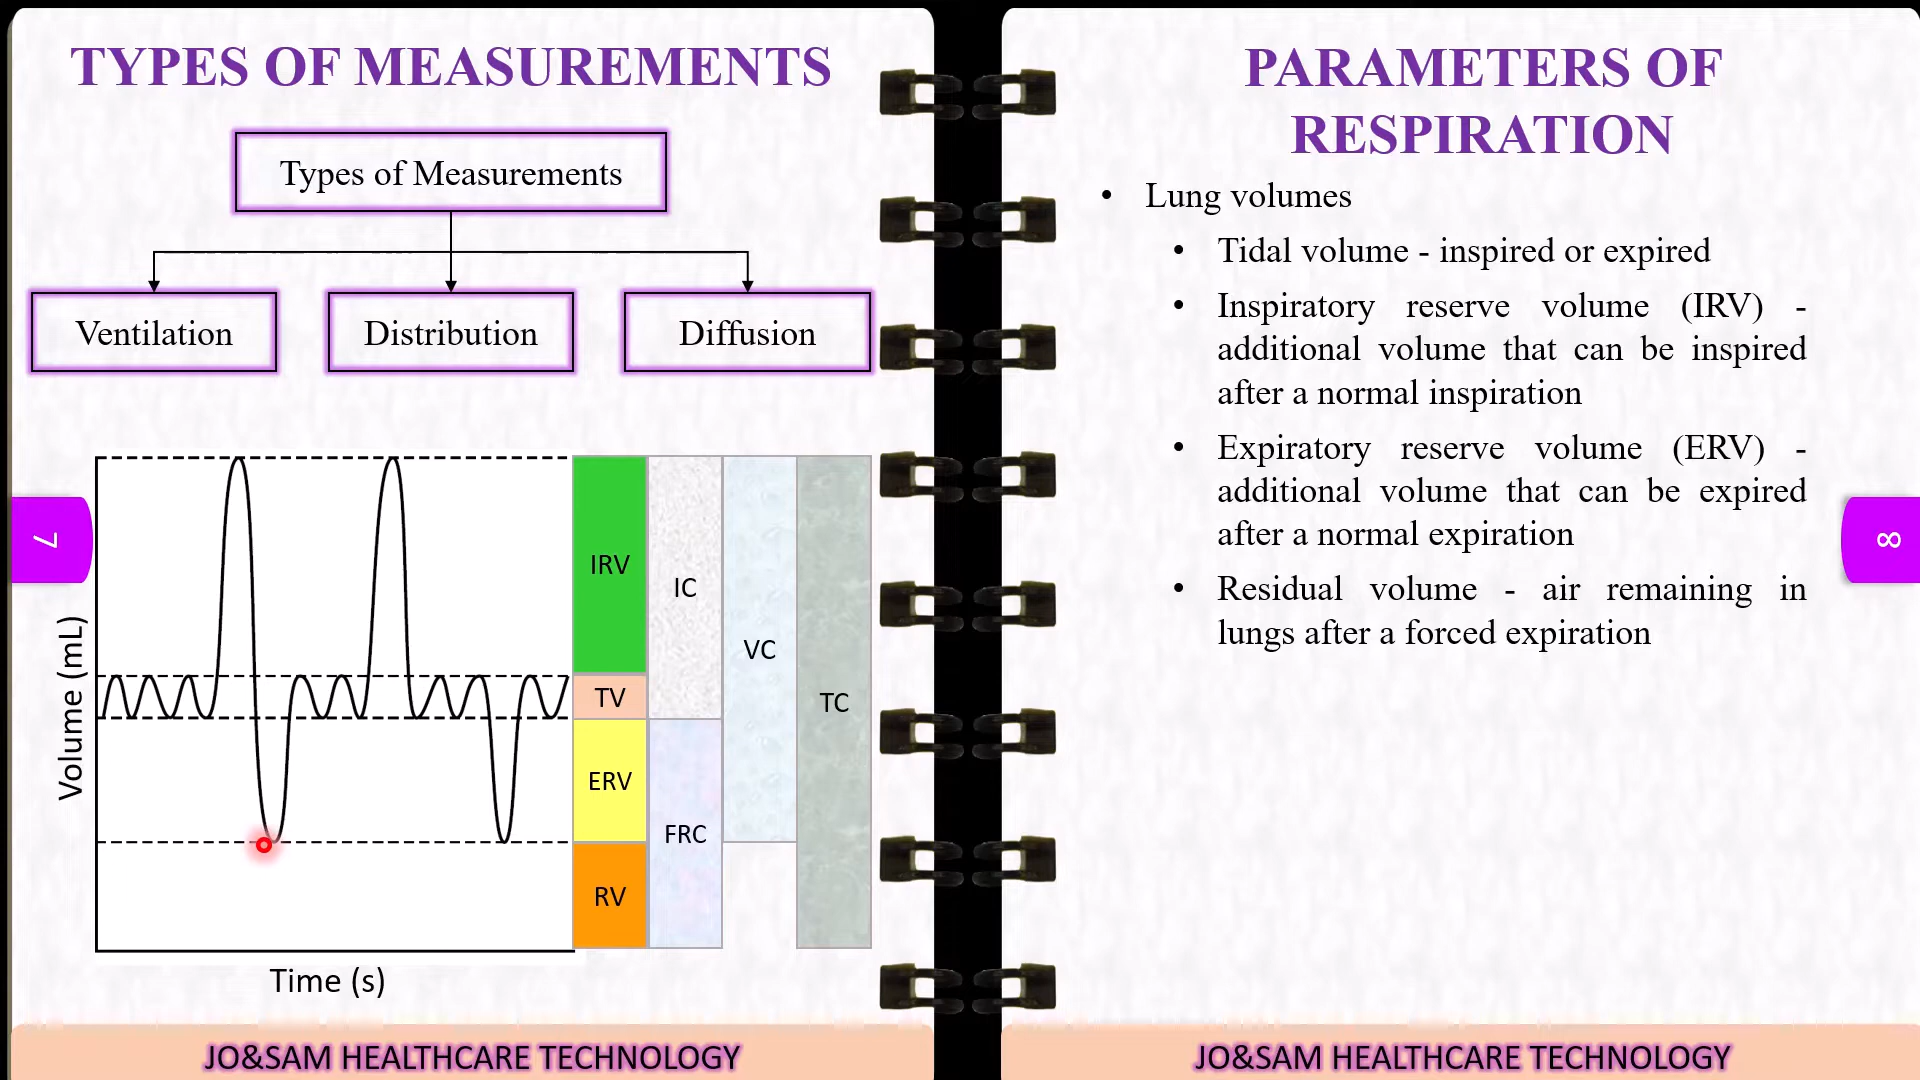 TYPES OF MEASUREMENTS
Types of Measurements
Ventilation
Distribution
Diffusion
Volume (mL)
IRV
TV
ERV
RV
IC
FRC
VC
TC
Time (s)
7
JO&SAM HEALTHCARE TECHNOLOGY
PARAMETERS OF
RESPIRATION
• Lung volumes
• Tidal volume - inspired or expired
• Inspiratory reserve volume (IRV) -
additional volume that can be inspired
after a normal inspiration
• Expiratory reserve volume (ERV) -
additional volume that can be expired
after a normal expiration
• Residual volume - air remaining in
lungs after a forced expiration
8
JO&SAM HEALTHCARE TECHNOLOGY